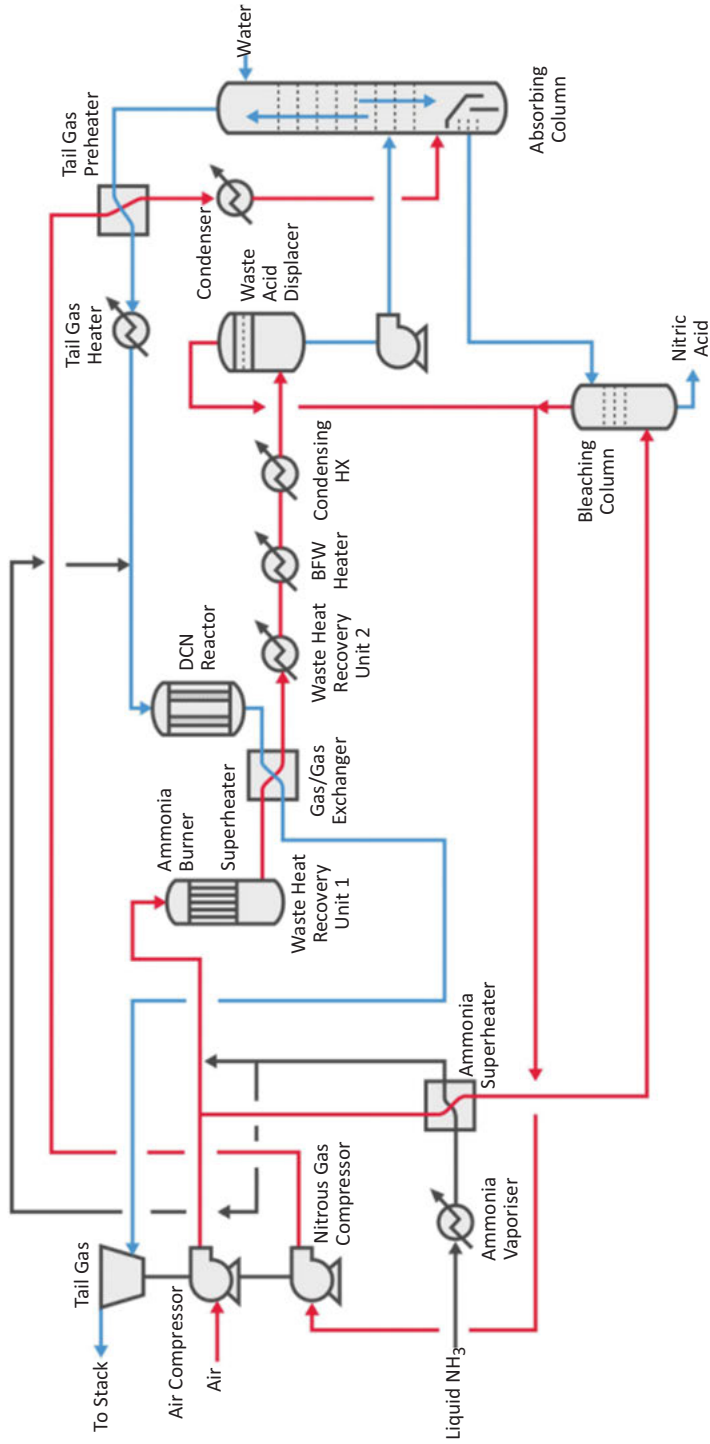 To Stack
Tail Gas
Air Compressor
Air
Nitrous Gas
Compressor
Liquid NH3
Ammonia
Vaporiser
Ammonia
Superheater
Ammonia
Burner
Superheater
Waste Heat
Recovery
Unit 1
DCN
Reactor
Gas/Gas
Exchanger
Waste Heat
Recovery
Unit 2
BFW
Heater
Condensing
HX
Tail Gas
Heater
Tail Gas
Preheater
Condenser
Waste
Acid
Displacer
Bleaching
Column
Nitric
Acid
Water
Absorbing
Column